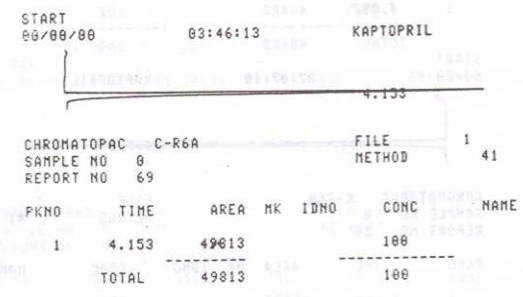 START
00/00/00 03:46:13 KAPTOPRIL
4.153
CHROMATOPAC C-R6A FILE 1
SAMPLE NO 0 METHOD 41
REPORT NO 69
PKNO TIME AREA MK IDNO CONC NAME
1 4.153 49813 100
TOTAL 49813 100